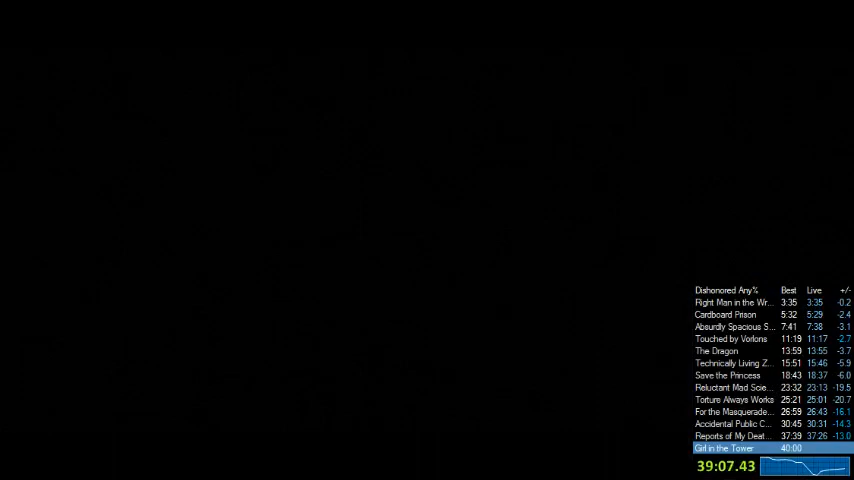 Dishonored Any% Best Live +/-
Right Man in the Wr... 3:35 3:35 -0.2
Cardboard Prison 5:32 5:29 -2.4
Absurdly Spacious S... 7:41 7:38 -3.1
Touched by Vorlons 11:19 11:17 -2.7
The Dragon 13:59 13:55 -3.7
Technically Living Z... 15:51 15:46 -5.9
Save the Princess 18:43 18:37 -6.0
Reluctant Mad Scie... 23:32 23:13 -19.5
Torture Always Works 25:21 25:01 -20.7
For the Masquerade... 26:59 26:43 -16.1
Accidental Public C... 30:45 30:31 -14.3
Reports of My Deat... 37:39 37:26 -13.0
Girl in the Tower 40:00
39:07.43